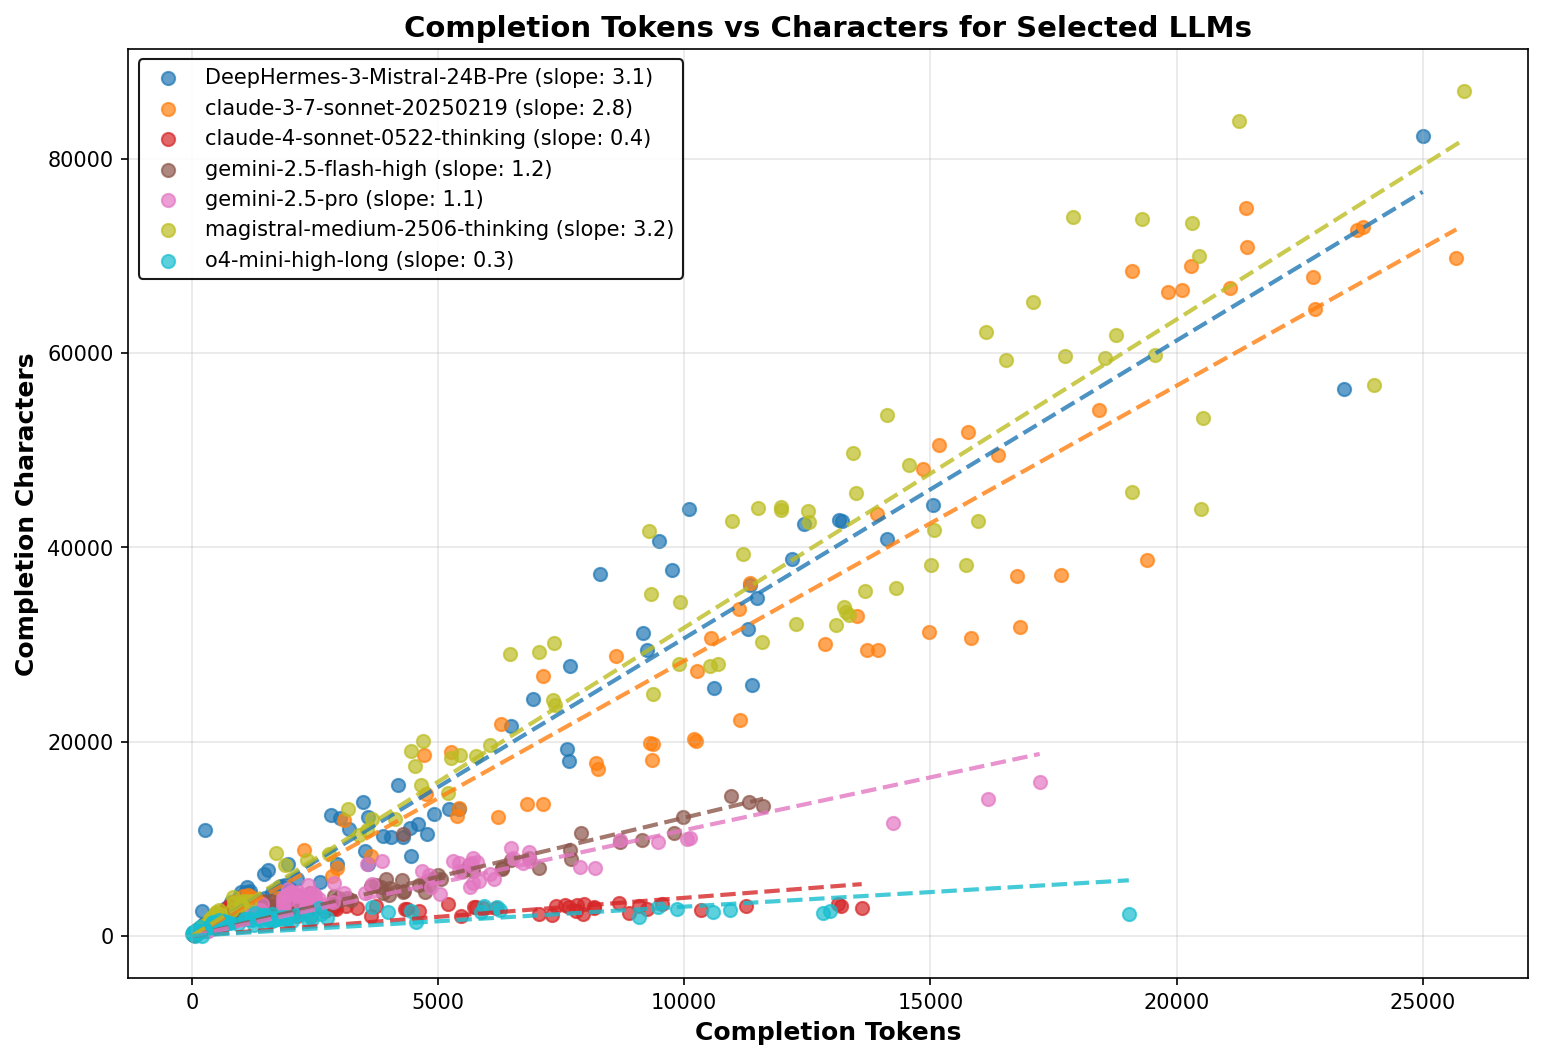 Completion Tokens vs Characters for Selected LLMs
DeepHermes-3-Mistral-24B-Pre (slope: 3.1)
claude-3-7-sonnet-20250219 (slope: 2.8)
claude-4-sonnet-0522-thinking (slope: 0.4)
gemini-2.5-flash-high (slope: 1.2)
gemini-2.5-pro (slope: 1.1)
magistral-medium-2506-thinking (slope: 3.2)
o4-mini-high-long (slope: 0.3)
Completion Characters
80000
60000
40000
20000
0
0 5000 10000 15000 20000 25000
Completion Tokens